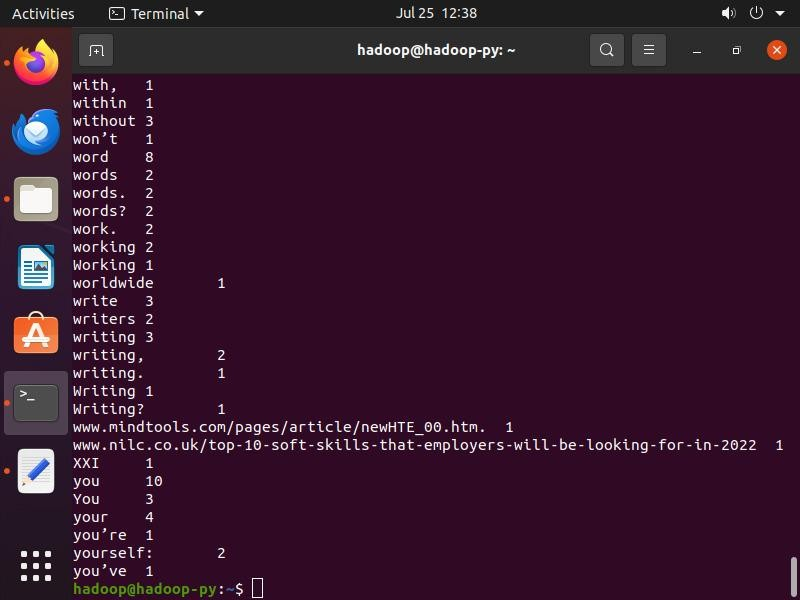 Activities Terminal Jul 25 12:38
hadoop@hadoop-py: ~
with, 1
within 1
without 3
won’t 1
word 8
words 2
words. 2
words? 2
work. 2
working 2
Working 1
worldwide 1
write 3
writers 2
writing 3
writing, 2
writing. 1
Writing 1
Writing? 1
www.mindtools.com/pages/article/newHTE_00.htm. 1
www.nilc.co.uk/top-10-soft-skills-that-employers-will-be-looking-for-in-2022 1
XXI 1
you 10
You 3
your 4
you’re 1
yourself: 2
you’ve 1
hadoop@hadoop-py:~$